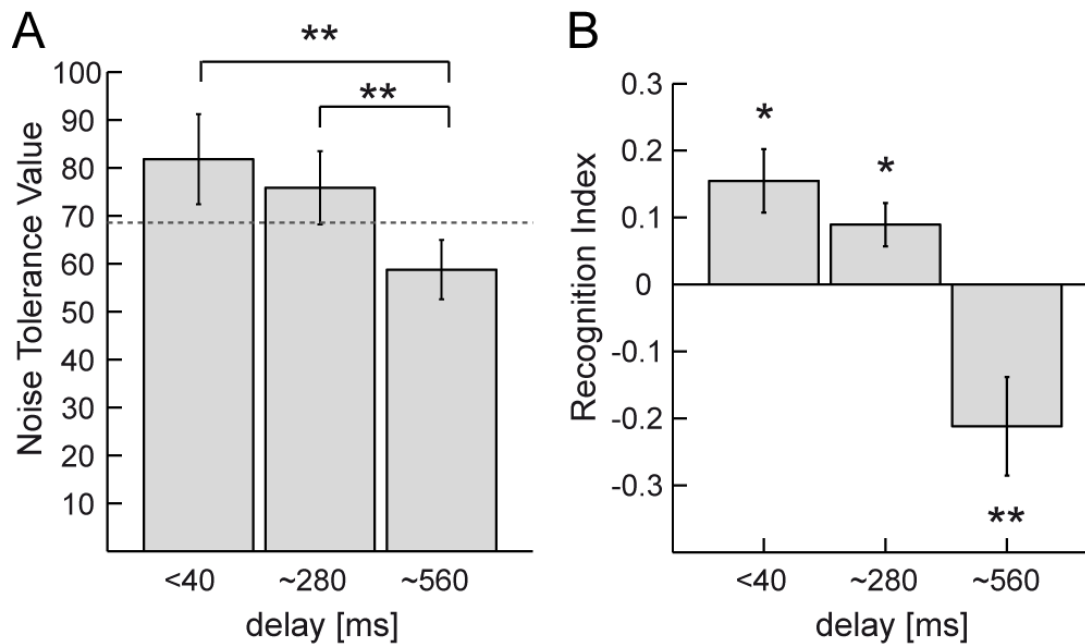 A
**
**
Noise Tolerance Value
100
90
80
70
60
50
40
30
20
10
<40 ~280 ~560
delay [ms]
B
Recognition Index
0.3
0.2
0.1
0
-0.1
-0.2
-0.3
*
*
**
<40 ~280 ~560
delay [ms]